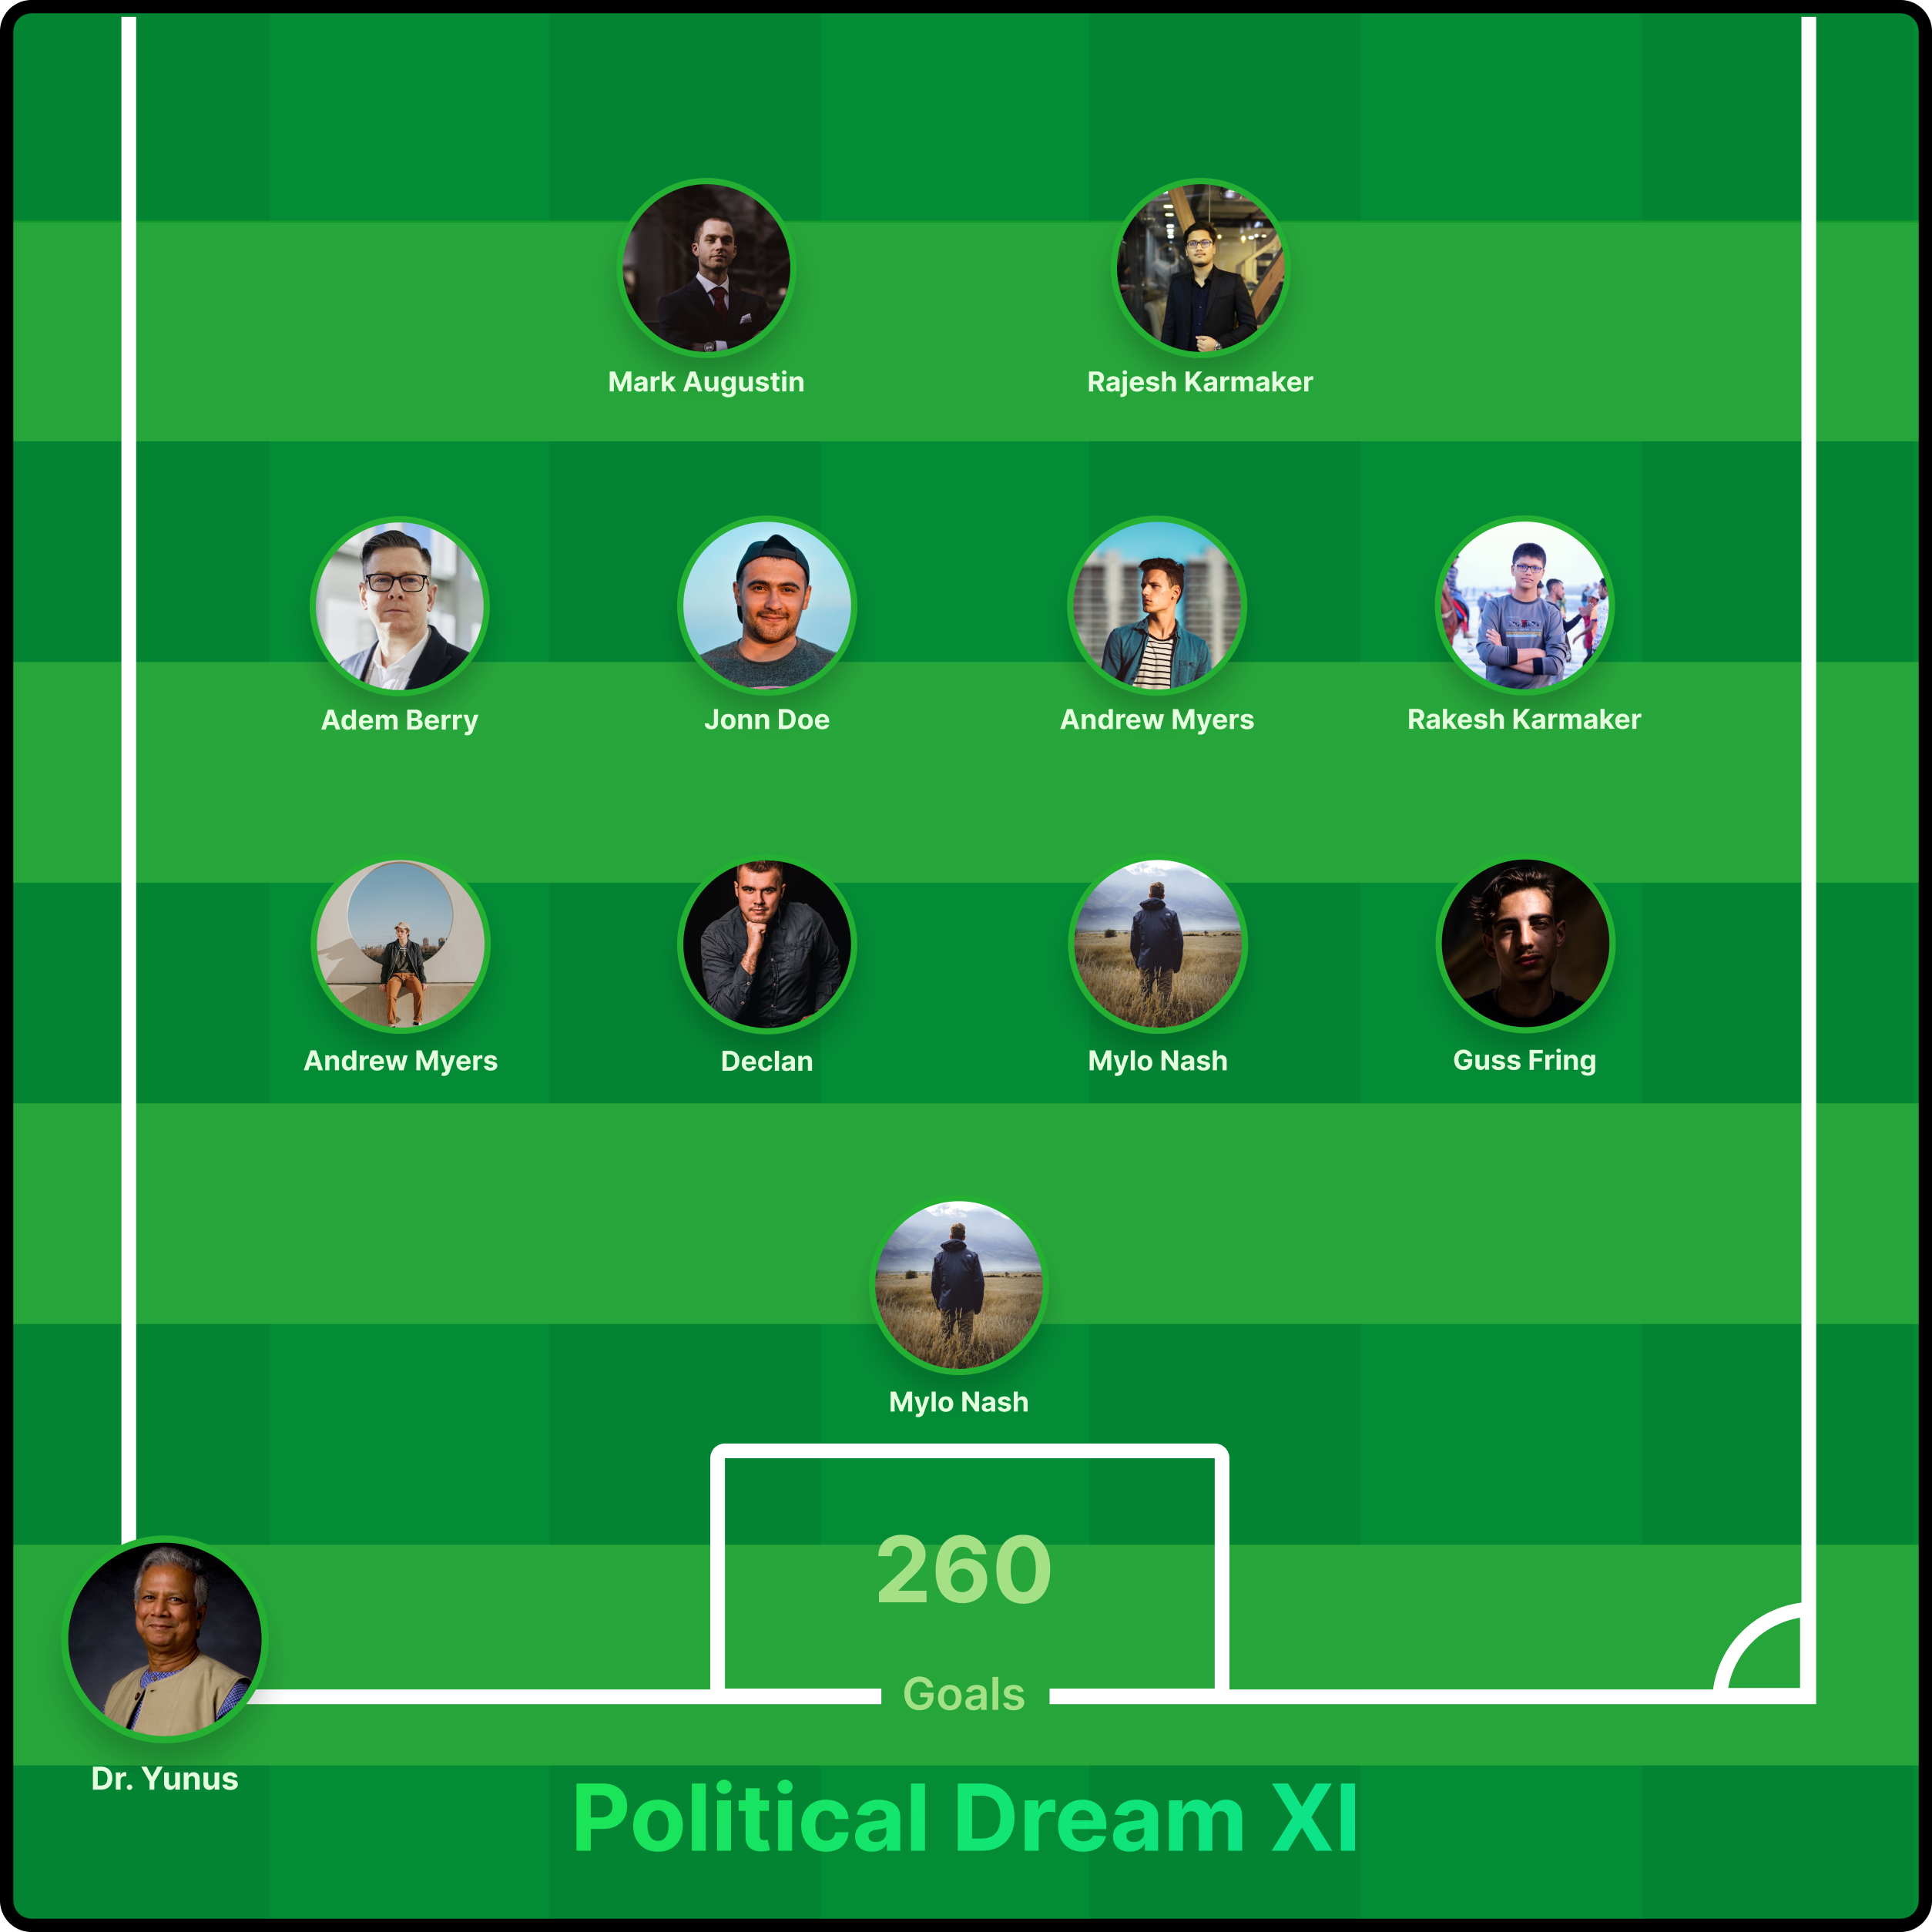 Mark Augustin
Rajesh Karmaker
Adem Berry
Jonn Doe
Andrew Myers
Rakesh Karmaker
Andrew Myers
Declan
Mylo Nash
Guss Fring
Mylo Nash
260
Goals
Dr. Yunus
Political Dream XI